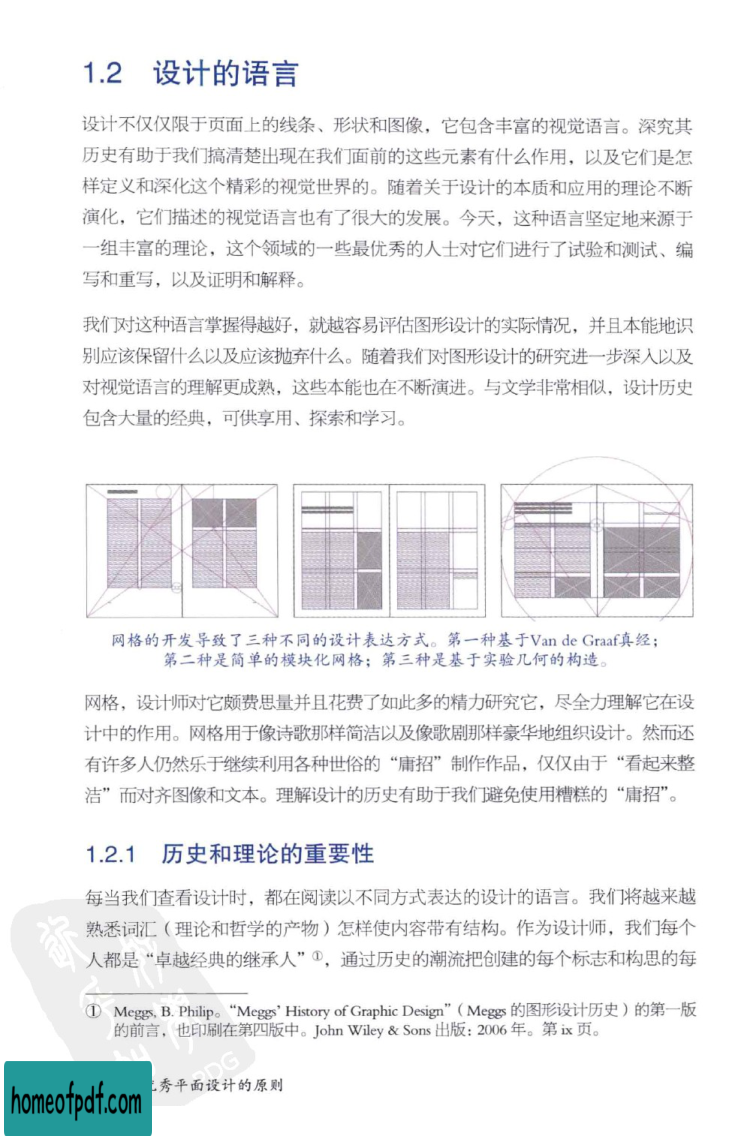 1.2 设计的语言
设计不仅仅限于页面上的线条、形状和图像，它包含丰富的视觉语言。深究其
历史有助于我们搞清楚出现在我们面前的这些元素有什么作用，以及它们是怎
样定义和深化这个精彩的视觉世界的。随着关于设计的本质和应用的理论不断
演化，它们描述的视觉语言也有了很大的发展。今天，这种语言坚定地来源于
一组丰富的理论，这个领域的一些最优秀的人士对它们进行了试验和测试、编
写和重写，以及证明和解释。
我们对这种语言掌握得越好，就越容易评估图形设计的实际情况，并且本能地识
别应该保留什么以及应该抛弃什么。随着我们对图形设计的研究进一步深入以及
对视觉语言的理解更成熟，这些本能也在不断演进。与文学非常相似，设计历史
包含大量的经典，可供享用、探索和学习。
网格的开发导致了三种不同的设计表达方式。第一种基于Van de Graaf真经；
第二种是简单的模块化网格；第三种是基于实验几何的构造。
网格，设计师对它颇费思量并且花费了如此多的精力研究它，尽全力理解它在设
计中的作用。网格用于像诗歌那样简洁以及像歌剧那样豪华地组织设计。然而还
有许多人仍然乐于继续利用各种世俗的“庸招”制作作品，仅仅由于“看起来整
洁”而对齐图像和文本。理解设计的历史有助于我们避免使用糟糕的“庸招”。
1.2.1 历史和理论的重要性
每当我们查看设计时，都在阅读以不同方式表达的设计的语言。我们将越来越
熟悉词汇（理论和哲学的产物）怎样使内容带有结构。作为设计师，我们每个
人都是“卓越经典的继承人”①，通过历史的潮流把创建的每个标志和构思的每
① Meggs, B. Philip。“Meggs' History of Graphic Design”（Meggs 的图形设计历史）的第一版
的前言，也印刷在第四版中。John Wiley & Sons 出版：2006 年。第 ix 页。
秀平面设计的原则
PDG
homeofpdf.com